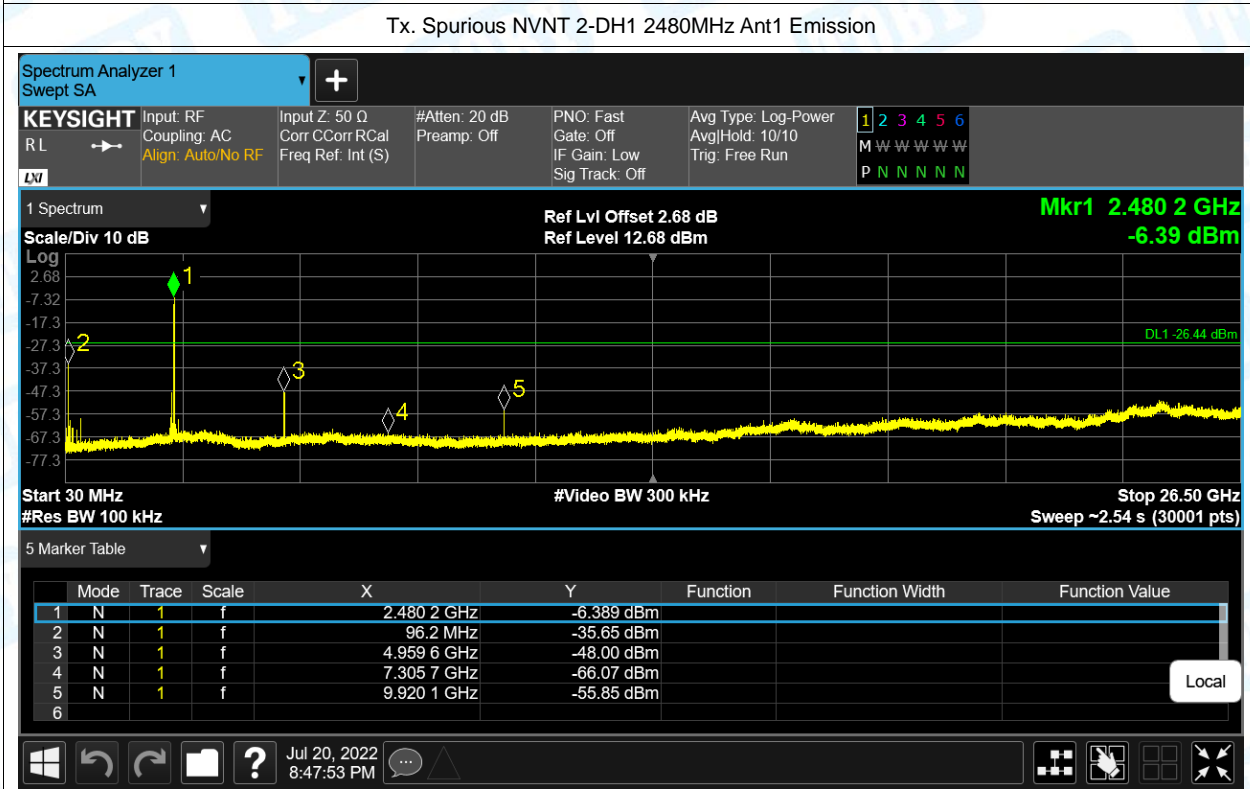 Tx. Spurious NVNT 2-DH1 2480MHz Ant1 Emission
Spectrum Analyzer 1
Swept SA
+
KEYSIGHT
RL
LXI
Input: RF
Coupling: AC
Align: Auto/No RF
Input Z: 50 Ω
Corr CCorr RCal
Freq Ref: Int (S)
#Atten: 20 dB
Preamp: Off
PNO: Fast
Gate: Off
IF Gain: Low
Sig Track: Off
Avg Type: Log-Power
Avg|Hold: 10/10
Trig: Free Run
1 2 3 4 5 6
M W W W W W
P N N N N N
1 Spectrum
Scale/Div 10 dB
Ref Lvl Offset 2.68 dB
Ref Level 12.68 dBm
Mkr1 2.480 2 GHz
-6.39 dBm
Log
2.68
-7.32
-17.3
-27.3
-37.3
-47.3
-57.3
-67.3
-77.3
1
2
3
4
5
DL1 -26.44 dBm
Start 30 MHz
#Video BW 300 kHz
Stop 26.50 GHz
#Res BW 100 kHz
Sweep ~2.54 s (30001 pts)
5 Marker Table
Mode Trace Scale X Y Function Function Width Function Value
1 N 1 f 2.480 2 GHz -6.389 dBm
2 N 1 f 96.2 MHz -35.65 dBm
3 N 1 f 4.959 6 GHz -48.00 dBm
4 N 1 f 7.305 7 GHz -66.07 dBm
5 N 1 f 9.920 1 GHz -55.85 dBm
6
Local
?
Jul 20, 2022
8:47:53 PM